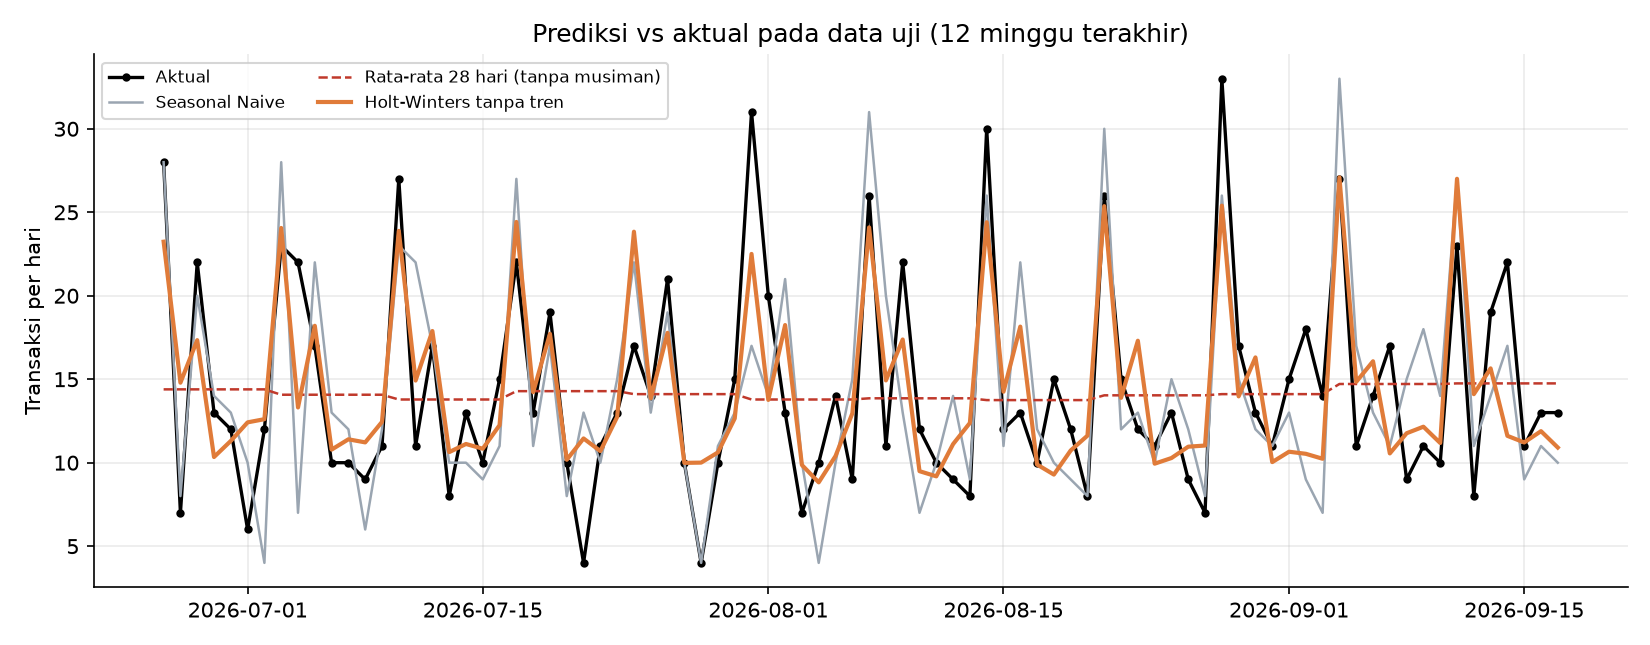 Prediksi vs aktual pada data uji (12 minggu terakhir)
Aktual
Seasonal Naive
Rata-rata 28 hari (tanpa musiman)
Holt-Winters tanpa tren
Transaksi per hari
30
25
20
15
10
5
2026-07-01
2026-07-15
2026-08-01
2026-08-15
2026-09-01
2026-09-15